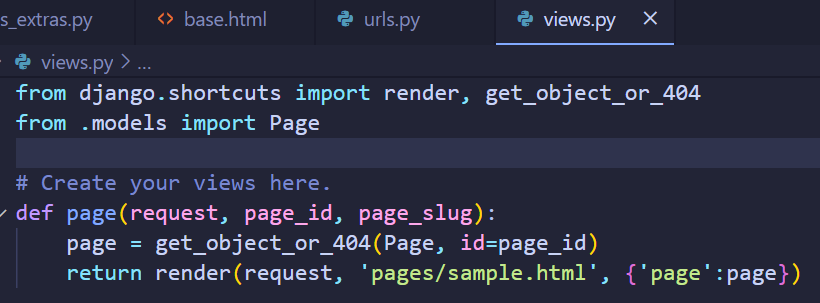 s_extras.py <> base.html urls.py views.py ×
views.py > ...
from django.shortcuts import render, get_object_or_404
from .models import Page
# Create your views here.
def page(request, page_id, page_slug):
    page = get_object_or_404(Page, id=page_id)
    return render(request, 'pages/sample.html', {'page':page})